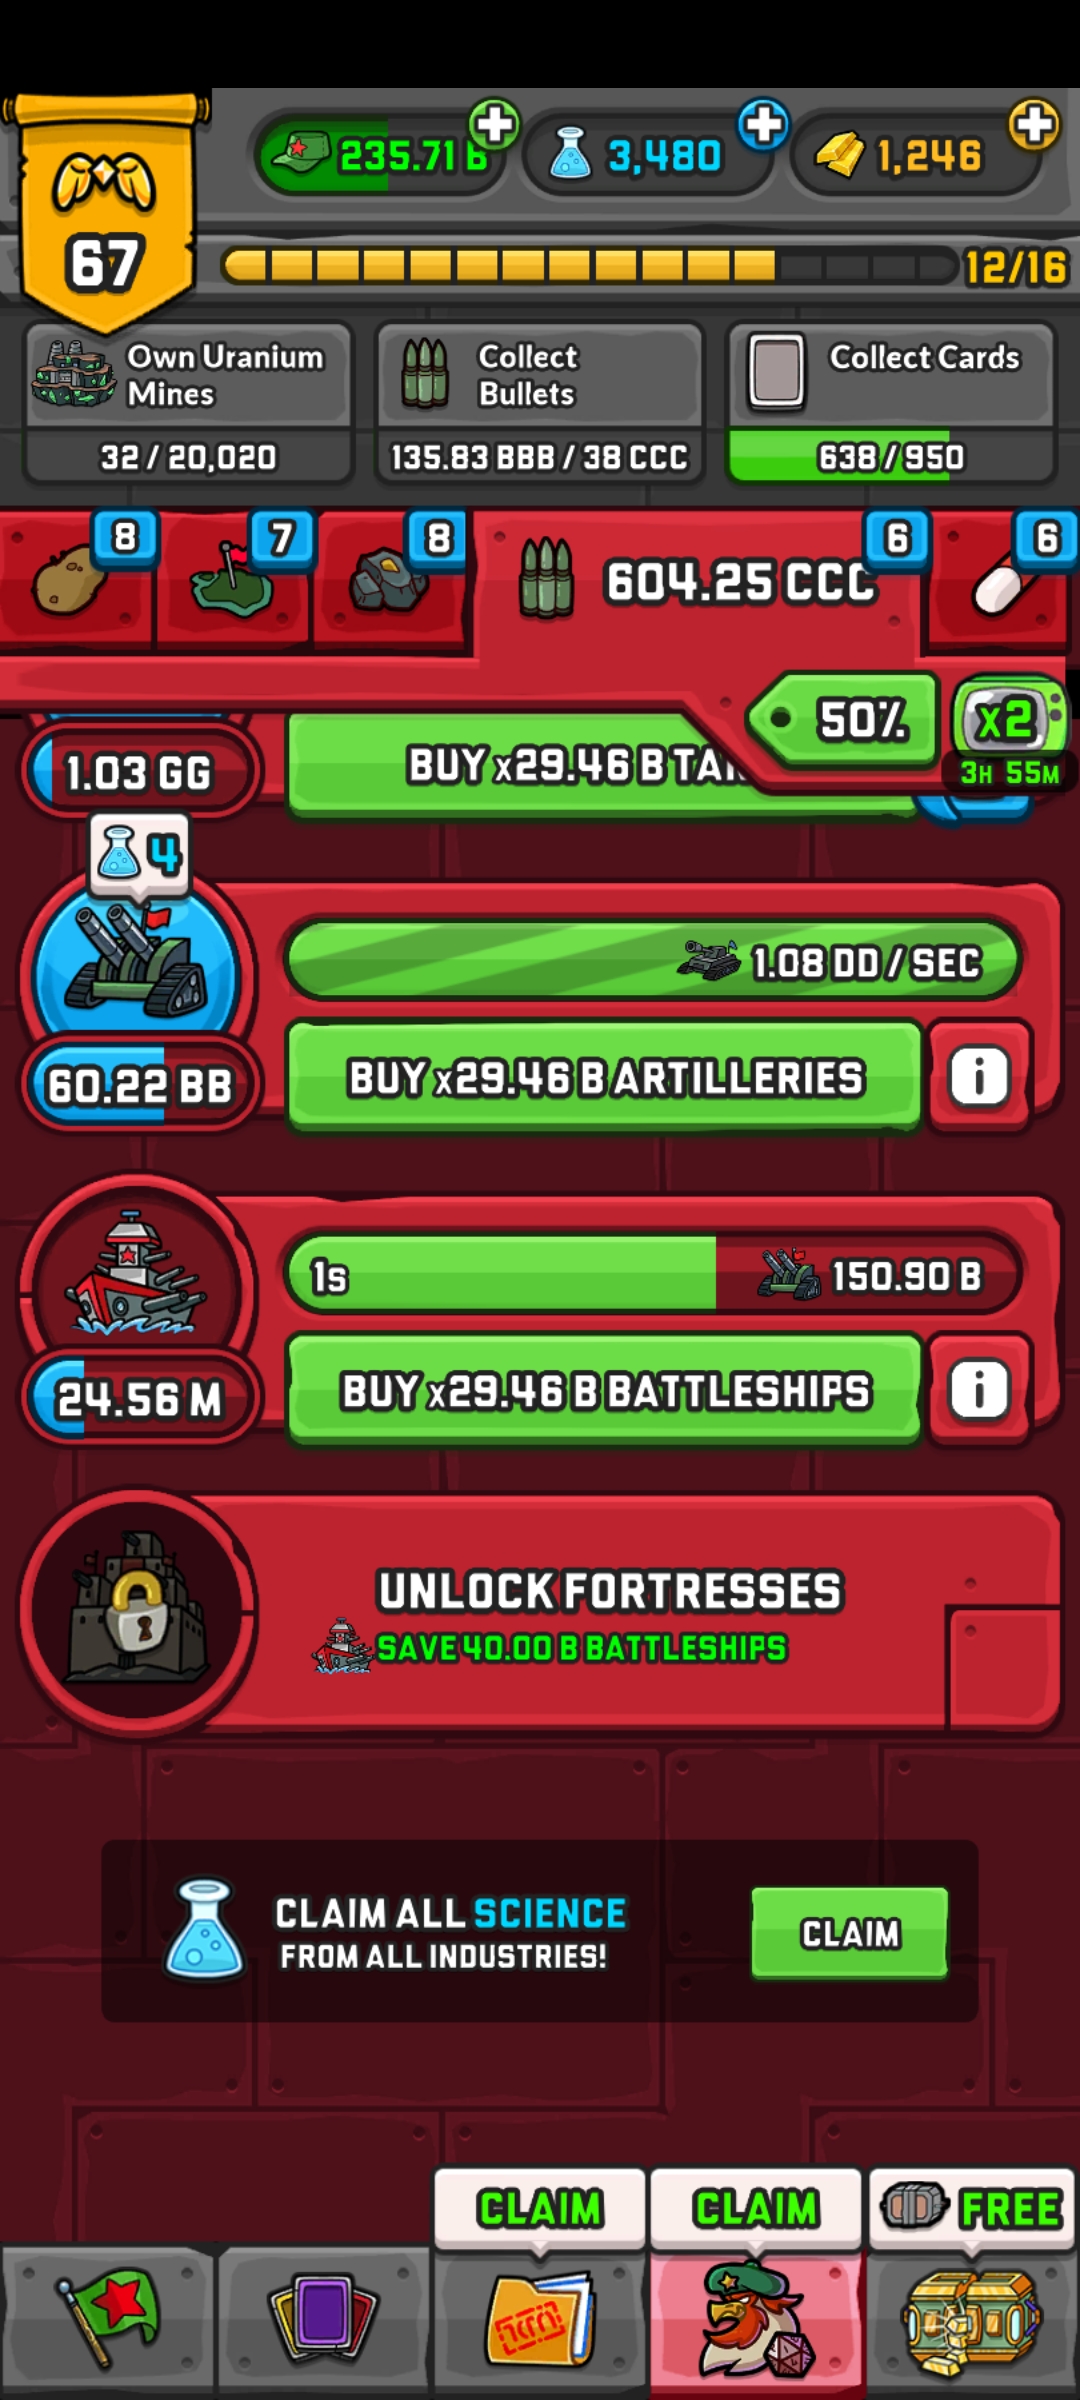 235.71 B
3,480
1,246
67
12/16
Own Uranium
Mines
32 / 20,020
Collect
Bullets
135.83 BBB / 38 CCC
Collect Cards
638 / 950
8
7
8
604.25 CCC
6
6
50%
x2
3H 55M
1.03 GG
BUY x29.46 B
4
1.08 DD / SEC
60.22 BB
BUY x29.46 B ARTILLERIES
i
1s
150.90 B
24.56 M
BUY x29.46 B BATTLESHIPS
i
UNLOCK FORTRESSES
SAVE 40.00 B BATTLESHIPS
CLAIM ALL SCIENCE
FROM ALL INDUSTRIES!
CLAIM
CLAIM
CLAIM
FREE